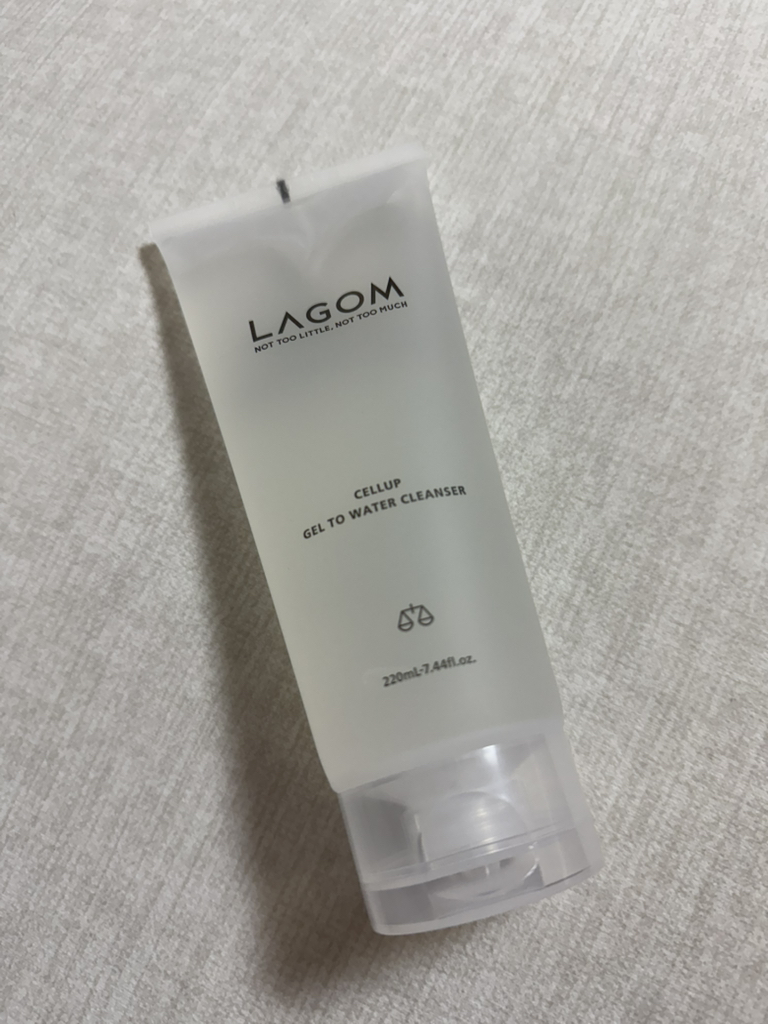 LAGOM
NOT TOO LITTLE, NOT TOO MUCH
CELLUP
GEL TO WATER CLEANSER
220mL·7.44fl.oz.